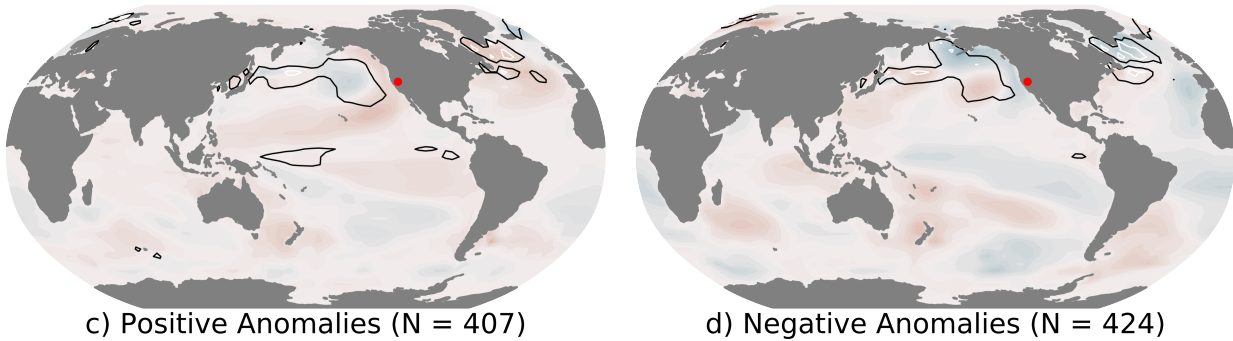 c) Positive Anomalies (N = 407)
d) Negative Anomalies (N = 424)